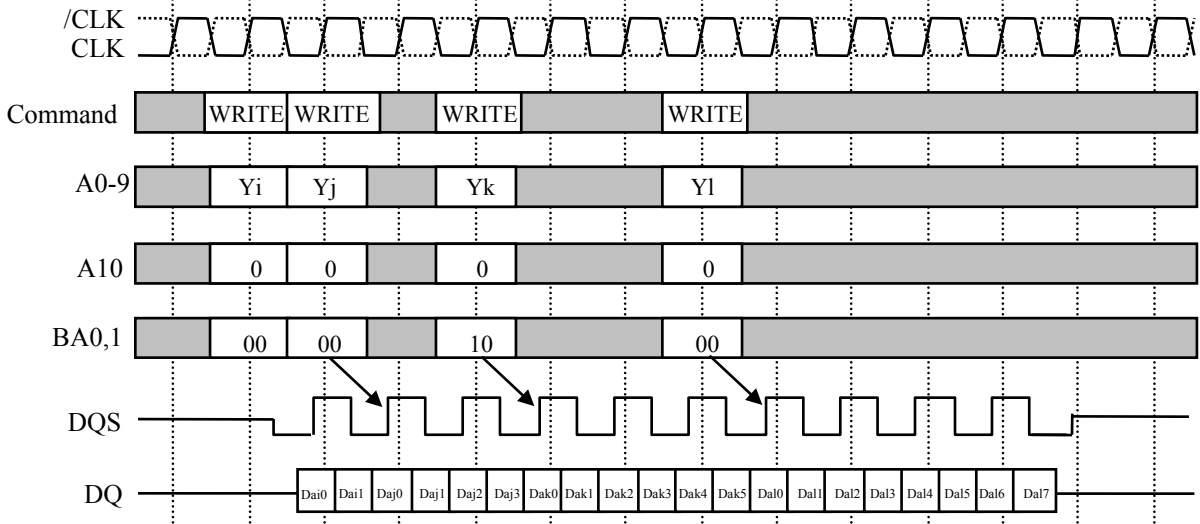 /CLK
CLK
Command WRITE WRITE WRITE WRITE
A0-9 Yi Yj Yk Yl
A10 0 0 0 0
BA0,1 00 00 10 00
DQS
DQ Dai0 Dai1 Daj0 Daj1 Daj2 Daj3 Dak0 Dak1 Dak2 Dak3 Dak4 Dak5 Dal0 Dal1 Dal2 Dal3 Dal4 Dal5 Dal6 Dal7